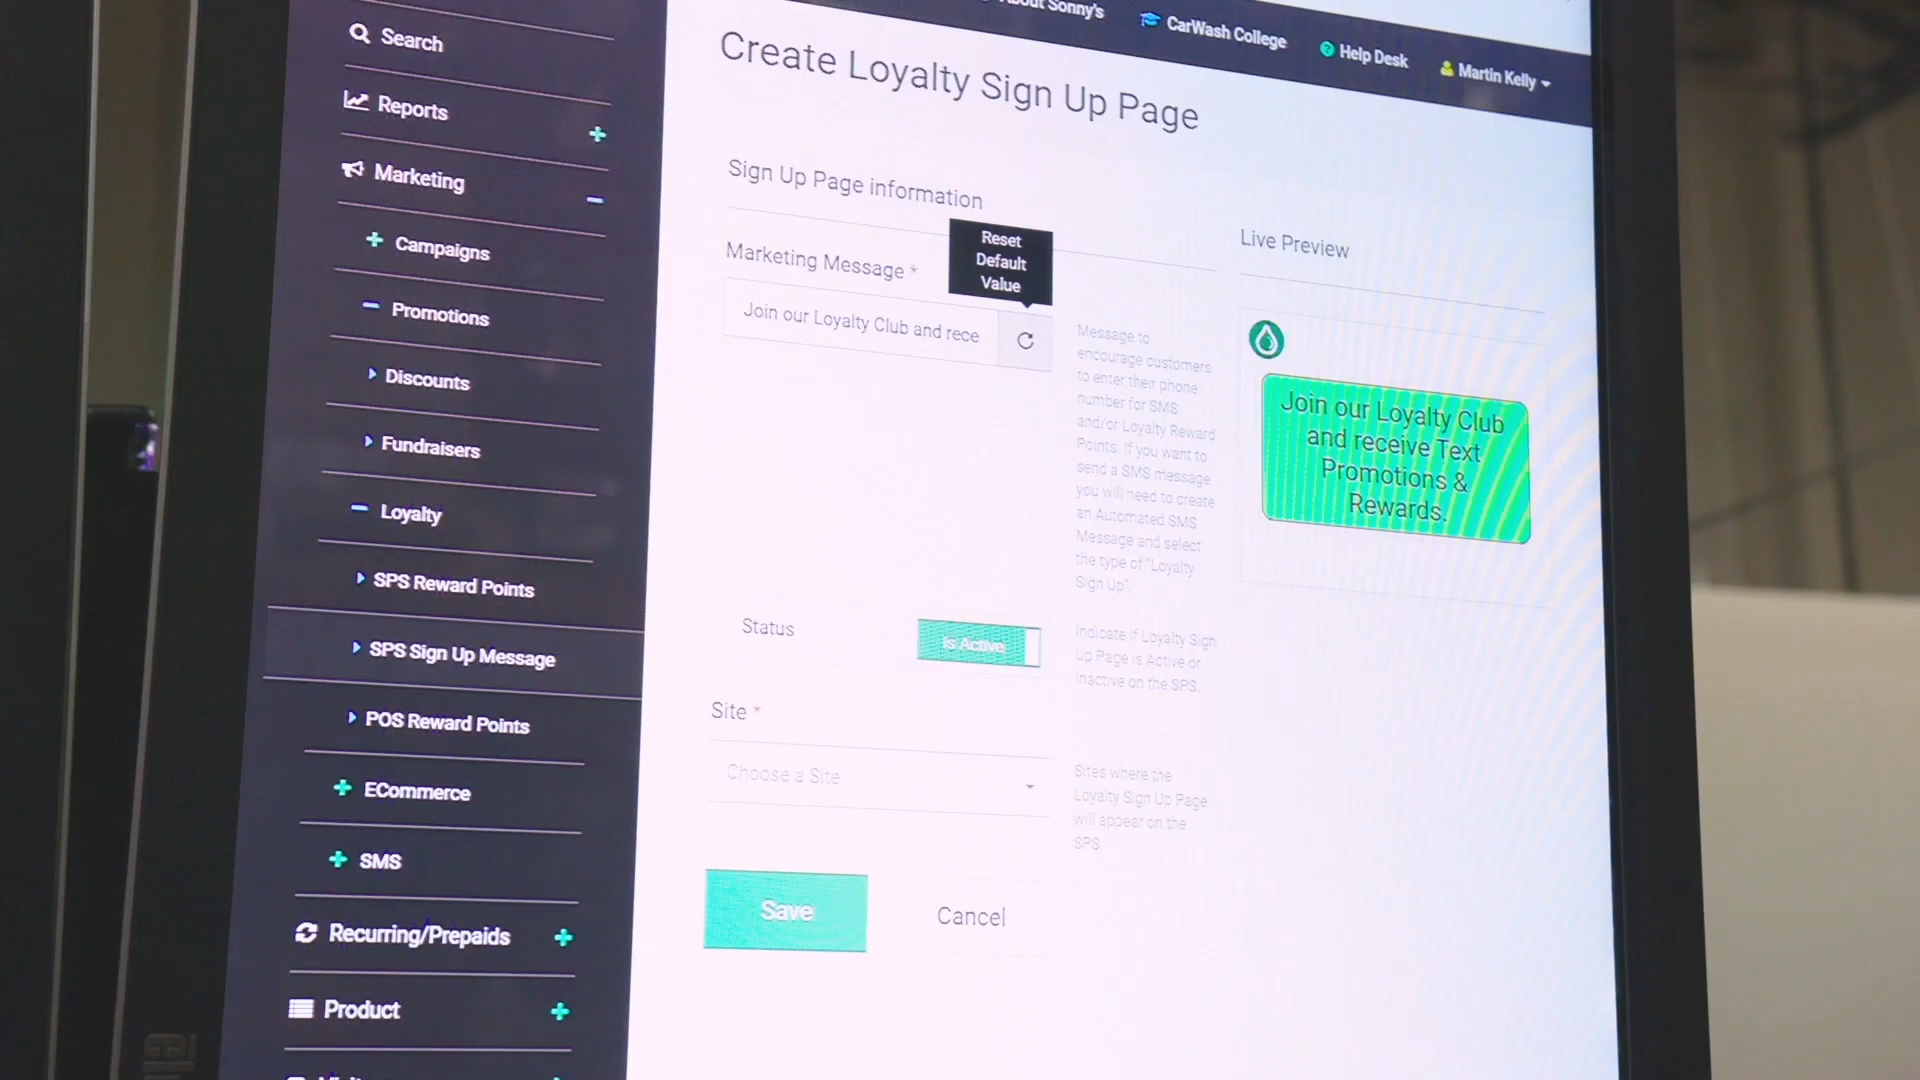 About Sonny's
CarWash College
Help Desk
Martin Kelly
Search
Reports
Marketing
Campaigns
Promotions
Discounts
Fundraisers
Loyalty
SPS Reward Points
SPS Sign Up Message
POS Reward Points
ECommerce
SMS
Recurring/Prepaids
Product
Create Loyalty Sign Up Page
Sign Up Page information
Marketing Message *
Reset
Default
Value
Join our Loyalty Club and rece
Message to
encourage customers
to enter their phone
number for SMS
and/or Loyalty Reward
Points. If you want to
send a SMS message
you will need to create
an Automated SMS
Message and select
the type of "Loyalty
Sign Up".
Status
Is Active
Indicate if Loyalty Sign
Up Page is Active or
Inactive on the SPS.
Site *
Choose a Site
Sites where the
Loyalty Sign Up Page
will appear on the
SPS.
Save
Cancel
Live Preview
Join our Loyalty Club
and receive Text
Promotions &
Rewards.